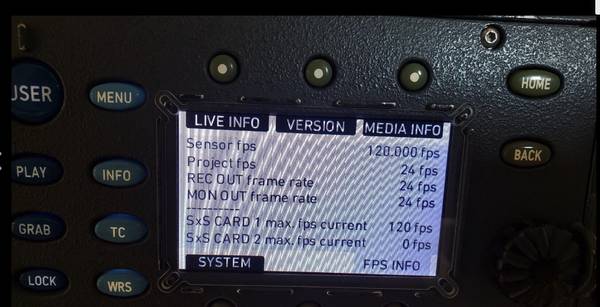 USER
MENU
HOME
LIVE INFO VERSION MEDIA INFO
Sensor fps 120.000 fps
Project fps 24 fps
REC OUT frame rate 24 fps
MON OUT frame rate 24 fps
----------
SxS CARD 1 max. fps current 120 fps
SxS CARD 2 max. fps current 0 fps
SYSTEM FPS INFO
BACK
PLAY INFO
GRAB TC
LOCK WRS